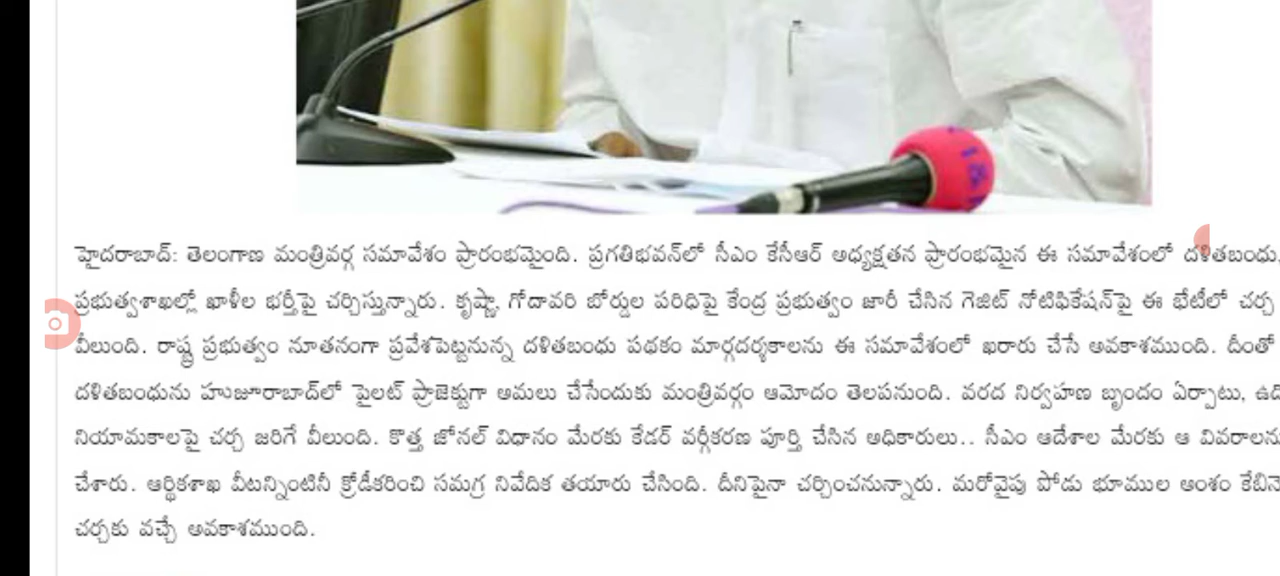 హైదరాబాద్: తెలంగాణ మంత్రివర్గ సమావేశం ప్రారంభమైంది. ప్రగతిభవన్‌లో సీఎం కేసీఆర్ అధ్యక్షతన ప్రారంభమైన ఈ సమావేశంలో దళితబంధు,
ప్రభుత్వశాఖల్లో ఖాళీల భర్తీపై చర్చిస్తున్నారు. కృష్ణా, గోదావరి బోర్డుల పరిధిపై కేంద్ర ప్రభుత్వం జారీ చేసిన గెజిట్ నోటిఫికేషన్‌పై ఈ భేటీలో చర్చ
వీలుంది. రాష్ట్ర ప్రభుత్వం నూతనంగా ప్రవేశపెట్టనున్న దళితబంధు పథకం మార్గదర్శకాలను ఈ సమావేశంలో ఖరారు చేసే అవకాశముంది. దీంతో
దళితబంధును హుజూరాబాద్‌లో పైలట్ ప్రాజెక్టుగా అమలు చేసేందుకు మంత్రివర్గం ఆమోదం తెలపనుంది. వరద నిర్వహణ బృందం ఏర్పాటు,
నియామకాలపై చర్చ జరిగే వీలుంది. కొత్త జోనల్ విధానం మేరకు కేడర్ వర్గీకరణ పూర్తి చేసిన అధికారులు.. సీఎం ఆదేశాల మేరకు ఆ వివరాలను
చేశారు. ఆర్థికశాఖ వీటన్నింటినీ క్రోడీకరించి సమగ్ర నివేదిక తయారు చేసింది. దీనిపైనా చర్చించనున్నారు. మరోవైపు పోడు భూముల అంశం
చర్చకు వచ్చే అవకాశముంది.